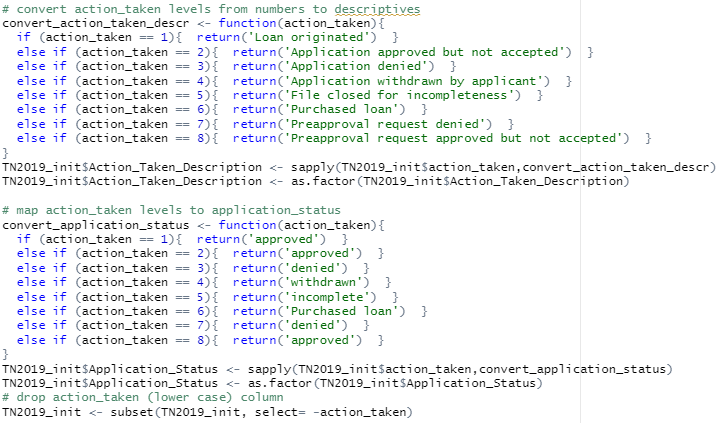 # convert action_taken levels from numbers to descriptives
convert_action_taken_descr <- function(action_taken){
  if (action_taken == 1){  return('Loan originated')  }
  else if (action_taken == 2){  return('Application approved but not accepted')  }
  else if (action_taken == 3){  return('Application denied')  }
  else if (action_taken == 4){  return('Application withdrawn by applicant')  }
  else if (action_taken == 5){  return('File closed for incompleteness')  }
  else if (action_taken == 6){  return('Purchased loan')  }
  else if (action_taken == 7){  return('Preapproval request denied')  }
  else if (action_taken == 8){  return('Preapproval request approved but not accepted')  }
}
TN2019_init$Action_Taken_Description <- sapply(TN2019_init$action_taken,convert_action_taken_descr)
TN2019_init$Action_Taken_Description <- as.factor(TN2019_init$Action_Taken_Description)

# map action_taken levels to application_status
convert_application_status <- function(action_taken){
  if (action_taken == 1){  return('approved')  }
  else if (action_taken == 2){  return('approved')  }
  else if (action_taken == 3){  return('denied')  }
  else if (action_taken == 4){  return('withdrawn')  }
  else if (action_taken == 5){  return('incomplete')  }
  else if (action_taken == 6){  return('Purchased loan')  }
  else if (action_taken == 7){  return('denied')  }
  else if (action_taken == 8){  return('approved')  }
}
TN2019_init$Application_Status <- sapply(TN2019_init$action_taken,convert_application_status)
TN2019_init$Application_Status <- as.factor(TN2019_init$Application_Status)
# drop action_taken (lower case) column
TN2019_init <- subset(TN2019_init, select= -action_taken)